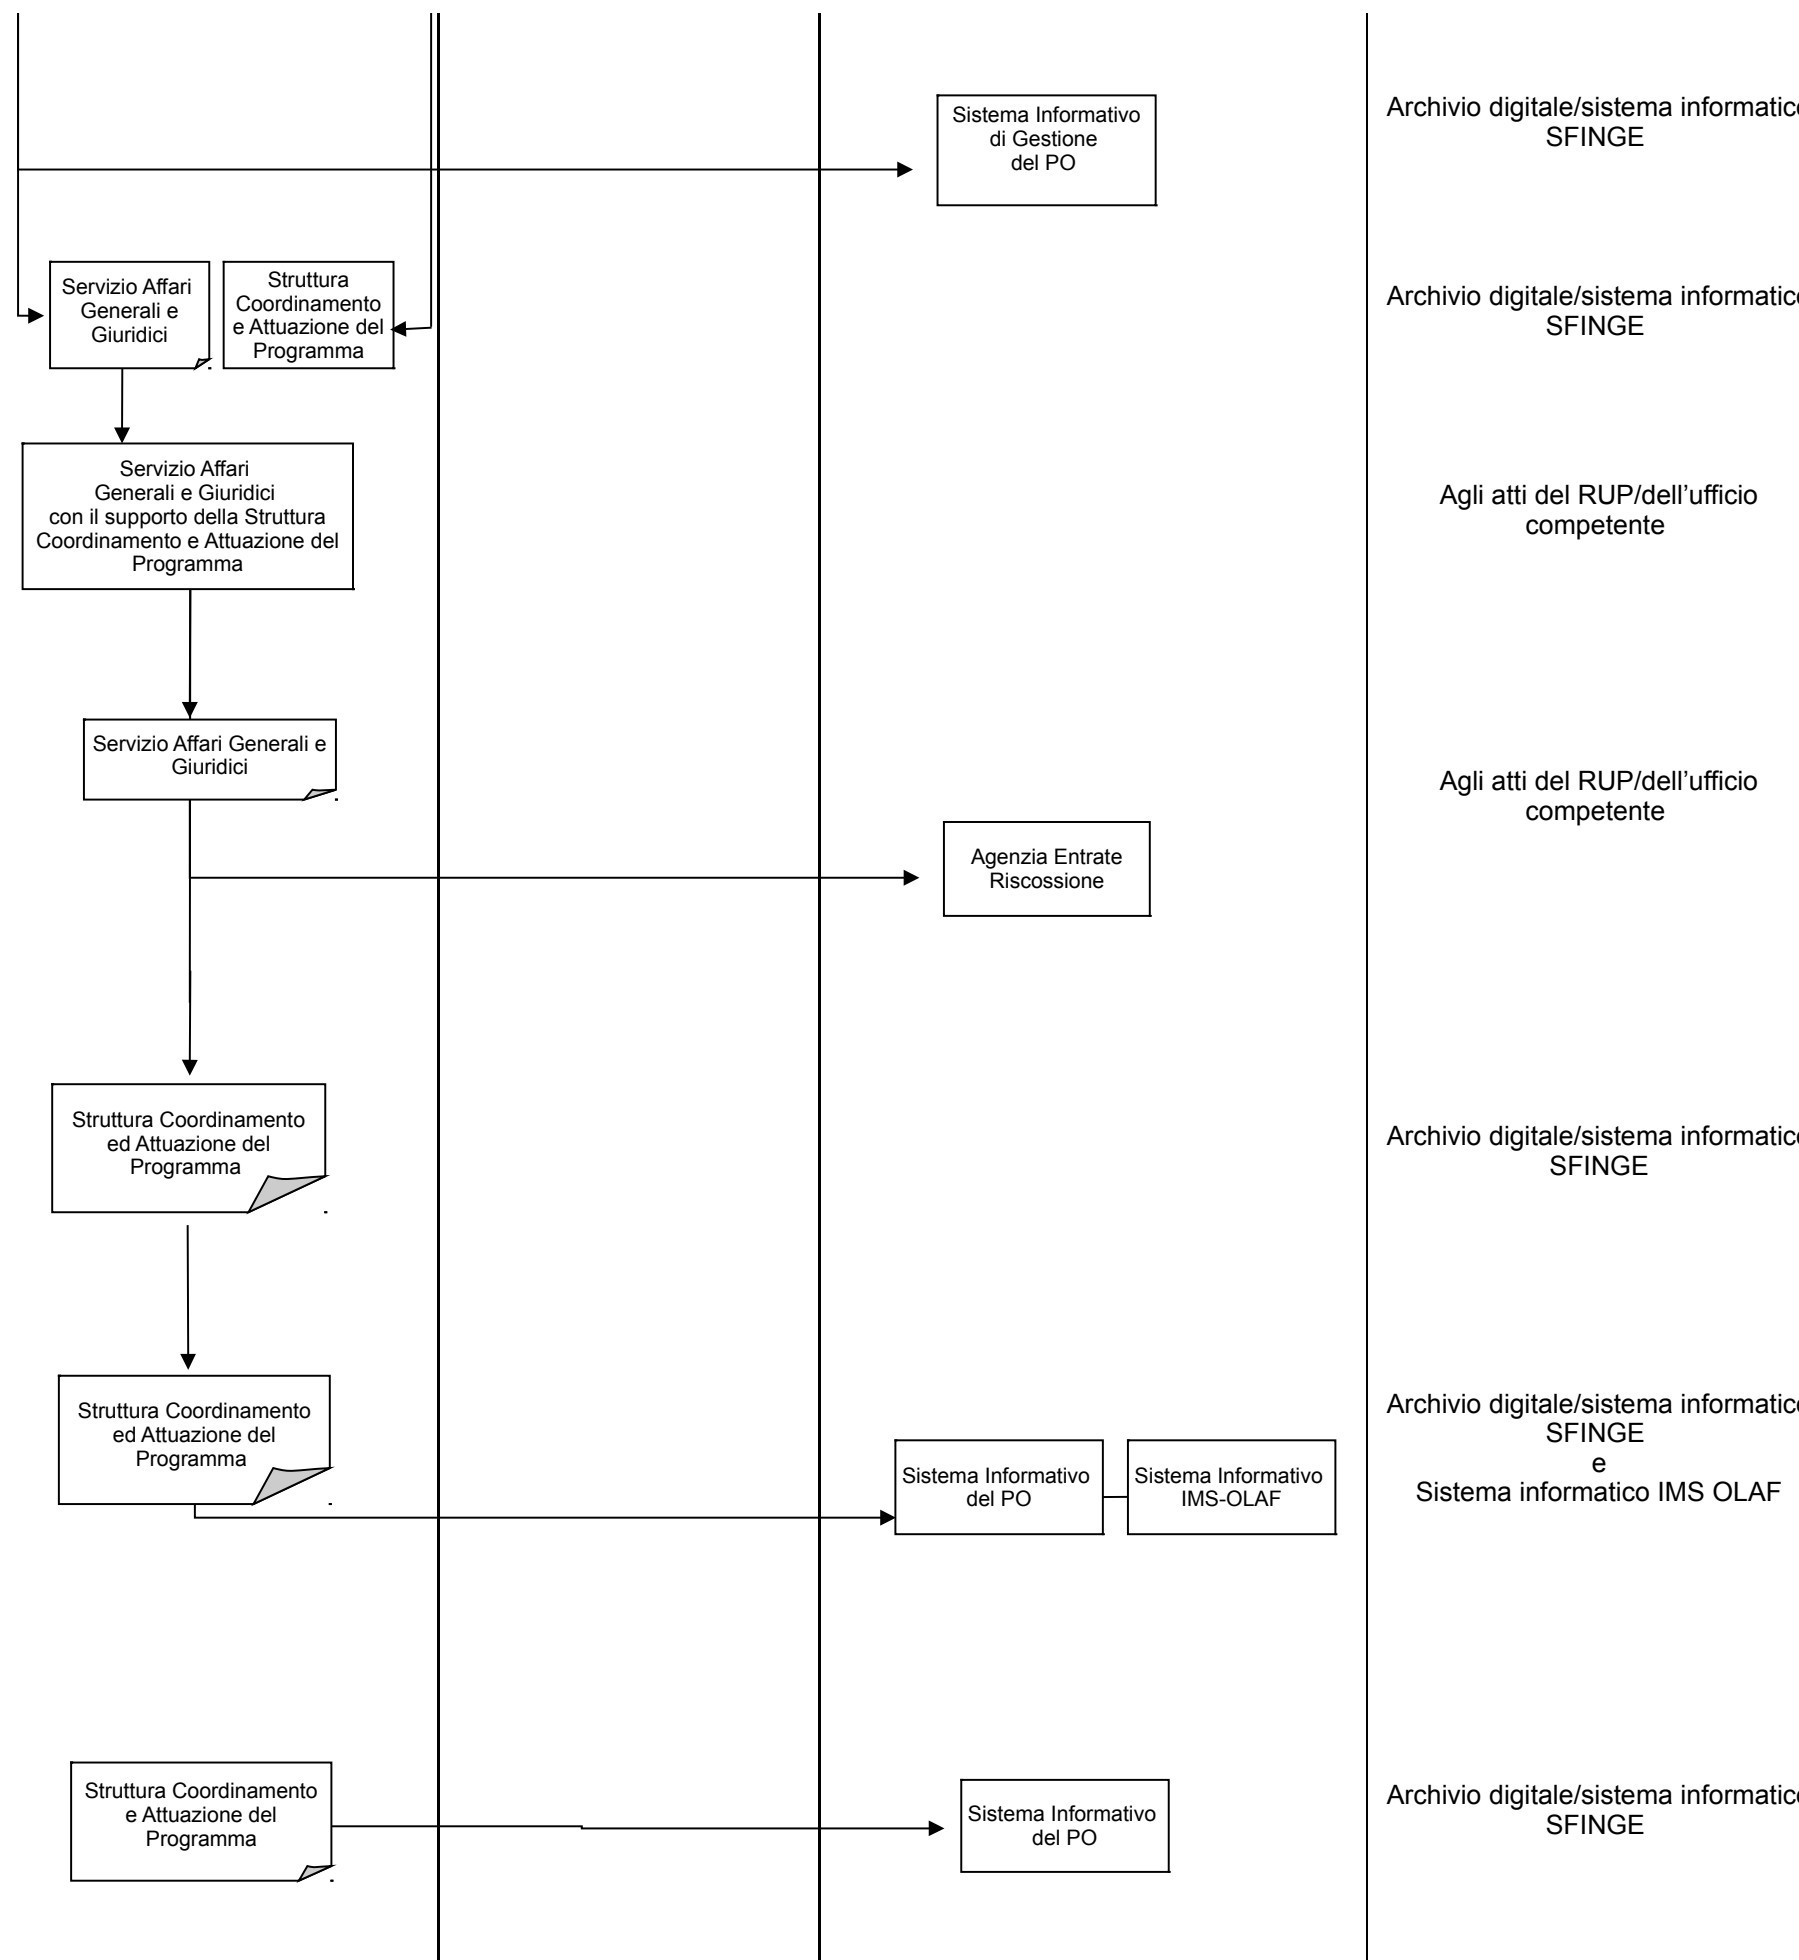 Sistema Informativo
di Gestione
del PO
Archivio digitale/sistema informatico
SFINGE
Servizio Affari
Generali e
Giuridici
Struttura
Coordinamento
e Attuazione del
Programma
Archivio digitale/sistema informatico
SFINGE
Servizio Affari
Generali e Giuridici
con il supporto della Struttura
Coordinamento e Attuazione del
Programma
Agli atti del RUP/dell’ufficio
competente
Servizio Affari Generali e
Giuridici
Agli atti del RUP/dell’ufficio
competente
Agenzia Entrate
Riscossione
Struttura Coordinamento
ed Attuazione del
Programma
Archivio digitale/sistema informatico
SFINGE
Struttura Coordinamento
ed Attuazione del
Programma
Sistema Informativo
del PO
Sistema Informativo
IMS-OLAF
Archivio digitale/sistema informatico
SFINGE
e
Sistema informatico IMS OLAF
Struttura Coordinamento
e Attuazione del
Programma
Sistema Informativo
del PO
Archivio digitale/sistema informatico
SFINGE